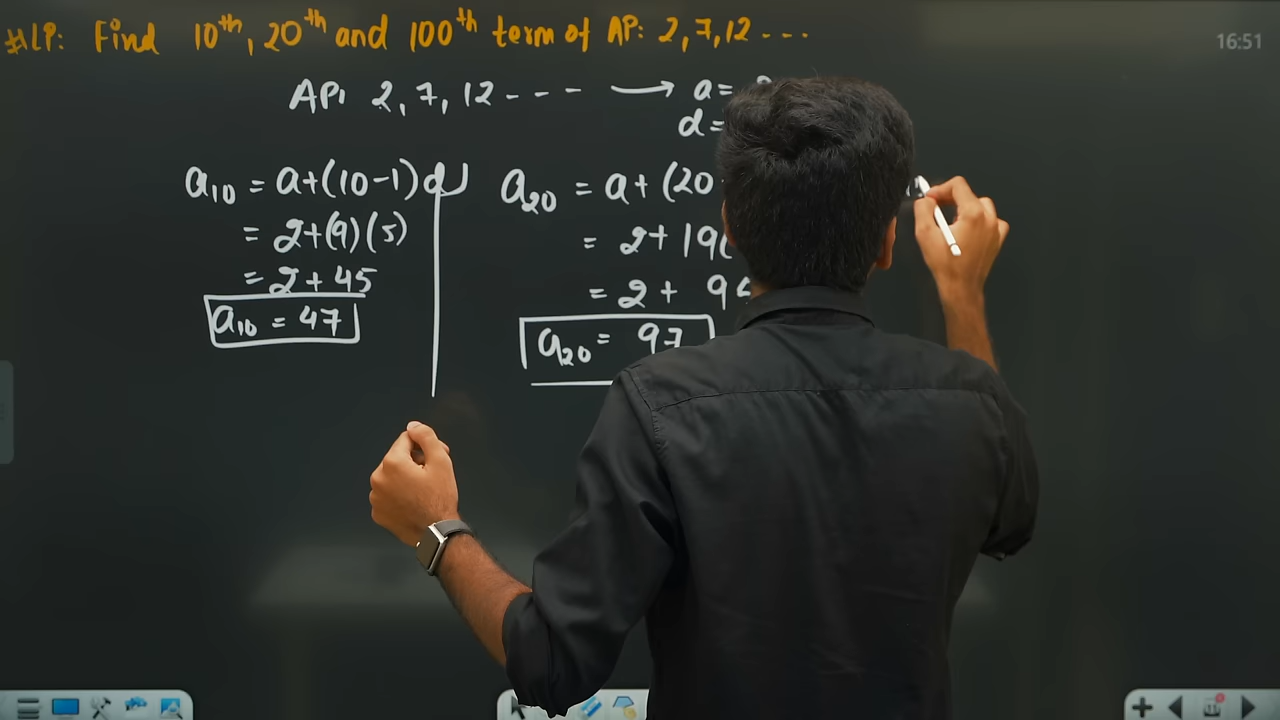 #LP: Find 10th, 20th and 100th term of AP: 2, 7, 12 ...
16:51
AP: 2, 7, 12 - - - → a=
d=
a10 = a+(10-1)d
= 2+(9)(5)
= 2+45
a10 = 47
a20 = a+(20
= 2+ 19(
= 2+ 9
a20 = 97